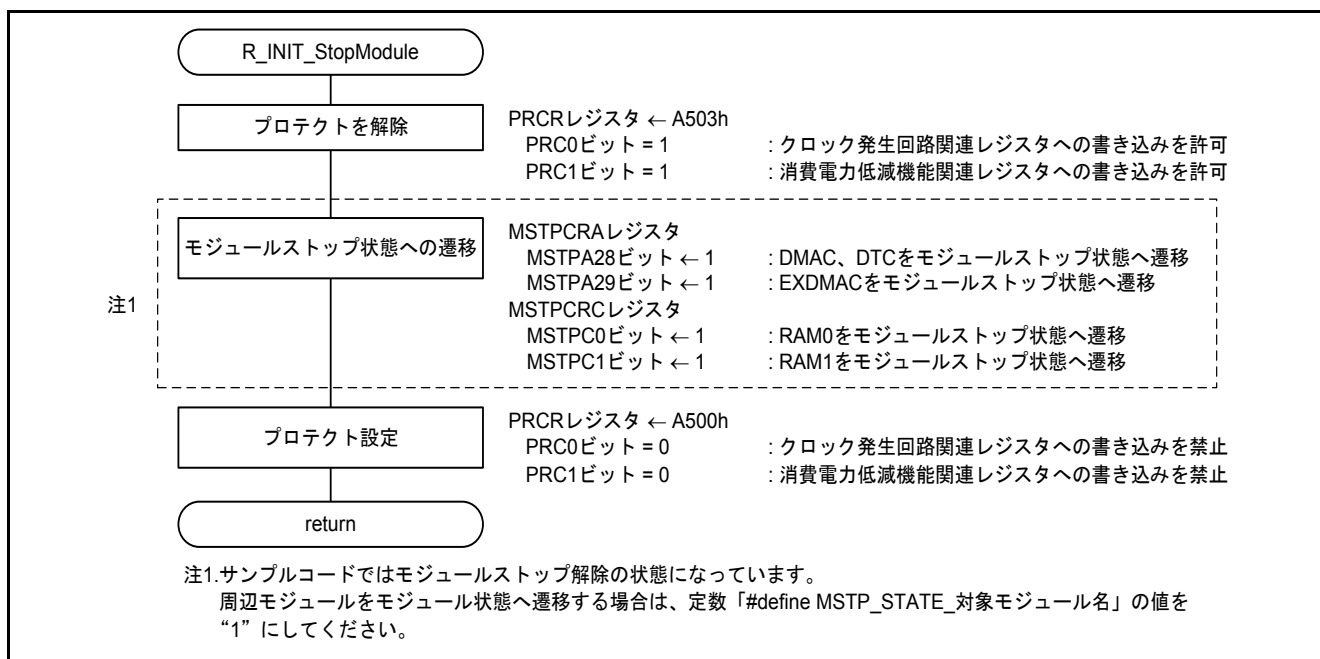 R_INIT_StopModule
プロテクトを解除
PRCRレジスタ ← A503h
PRC0ビット = 1 : クロック発生回路関連レジスタへの書き込みを許可
PRC1ビット = 1 : 消費電力低減機能関連レジスタへの書き込みを許可
注1
モジュールストップ状態への遷移
MSTPCRAレジスタ
MSTPA28ビット ← 1 : DMAC、DTCをモジュールストップ状態へ遷移
MSTPA29ビット ← 1 : EXDMACをモジュールストップ状態へ遷移
MSTPCRCレジスタ
MSTPC0ビット ← 1 : RAM0をモジュールストップ状態へ遷移
MSTPC1ビット ← 1 : RAM1をモジュールストップ状態へ遷移
プロテクト設定
PRCRレジスタ ← A500h
PRC0ビット = 0 : クロック発生回路関連レジスタへの書き込みを禁止
PRC1ビット = 0 : 消費電力低減機能関連レジスタへの書き込みを禁止
return
注1.サンプルコードではモジュールストップ解除の状態になっています。
周辺モジュールをモジュール状態へ遷移する場合は、定数「#define MSTP_STATE_対象モジュール名」の値を
“1”にしてください。